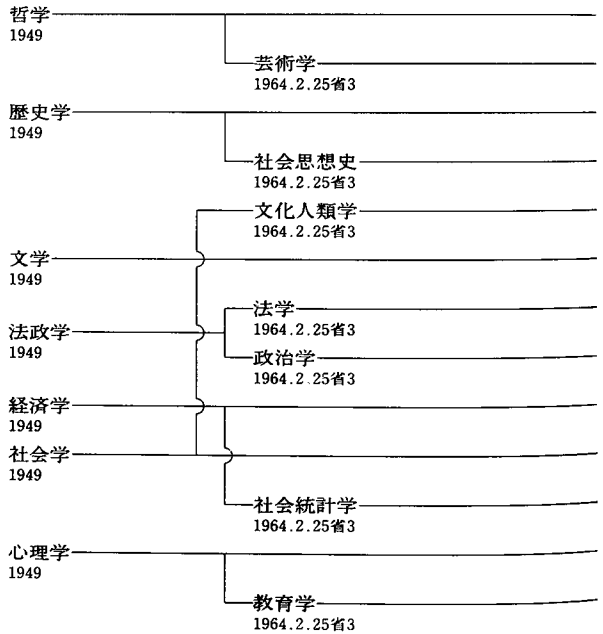 哲学
1949
芸術学
1964.2.25省3
歴史学
1949
社会思想史
1964.2.25省3
文化人類学
1964.2.25省3
文学
1949
法学
1964.2.25省3
法政学
1949
政治学
1964.2.25省3
経済学
1949
社会学
1949
社会統計学
1964.2.25省3
心理学
1949
教育学
1964.2.25省3